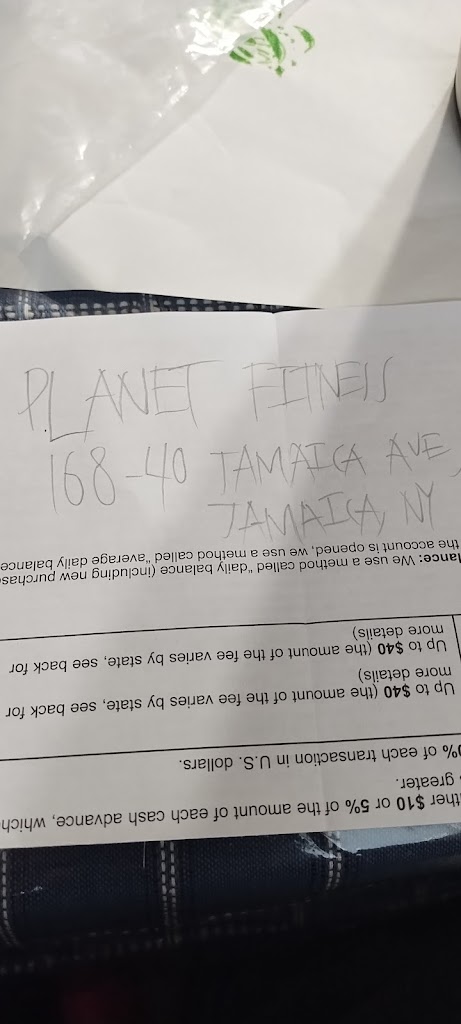 PLANET FITNESS
168-40 JAMAICA AVE,
JAMAICA, NY
ther $10 or 5% of the amount of each cash advance, which
greater.
% of each transaction in U.S. dollars.
Up to $40 (the amount of the fee varies by state, see back for
more details)
Up to $40 (the amount of the fee varies by state, see back for
more details)
lance: We use a method called "daily balance (including new purchas
the account is opened, we use a method called "average daily balance